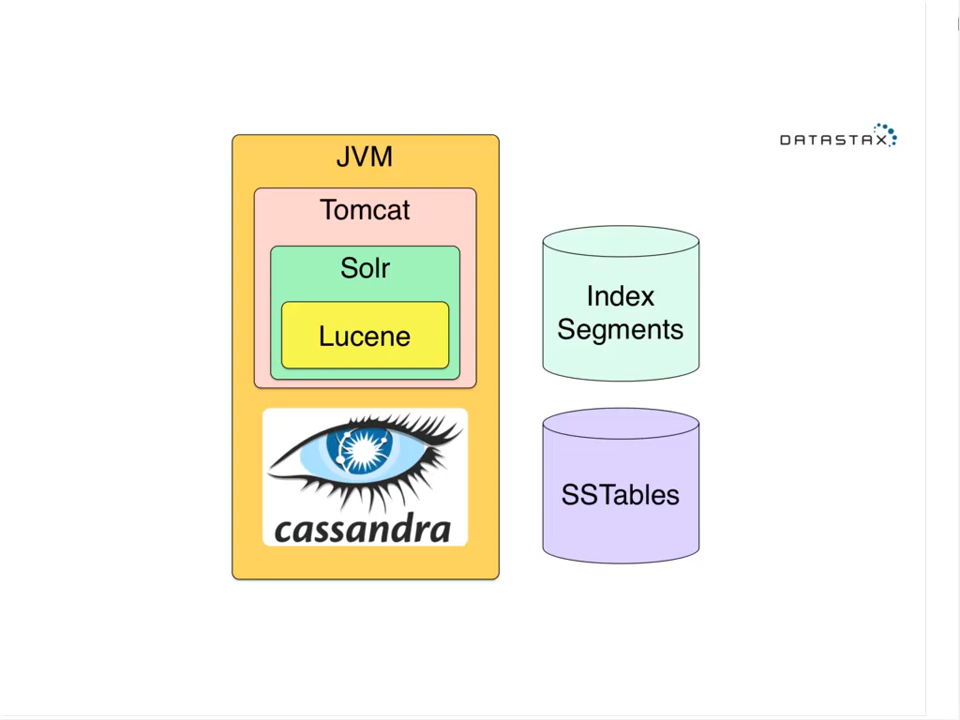 JVM
DATASTAX
Tomcat
Solr
Lucene
Index
Segments
SSTables
cassandra